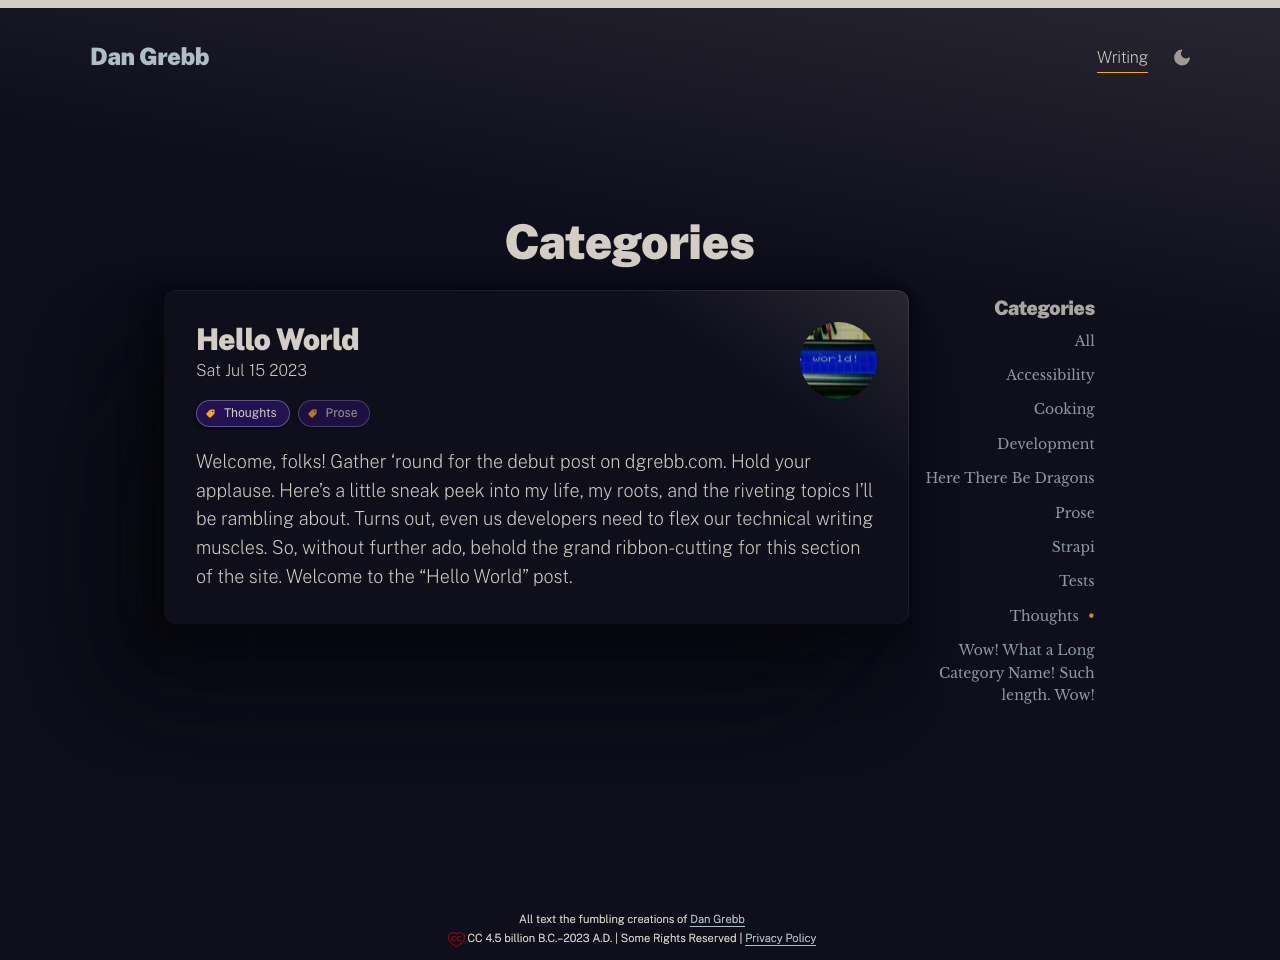 Dan Grebb
Writing
Categories
Hello World
Sat Jul 15 2023
world!
Thoughts
Prose
Welcome, folks! Gather ‘round for the debut post on dgrebb.com. Hold your
applause. Here’s a little sneak peek into my life, my roots, and the riveting topics I’ll
be rambling about. Turns out, even us developers need to flex our technical writing
muscles. So, without further ado, behold the grand ribbon-cutting for this section
of the site. Welcome to the “Hello World” post.
Categories
All
Accessibility
Cooking
Development
Here There Be Dragons
Prose
Strapi
Tests
Thoughts •
Wow! What a Long
Category Name! Such
length. Wow!
All text the fumbling creations of Dan Grebb
CC CC 4.5 billion B.C.–2023 A.D. | Some Rights Reserved | Privacy Policy